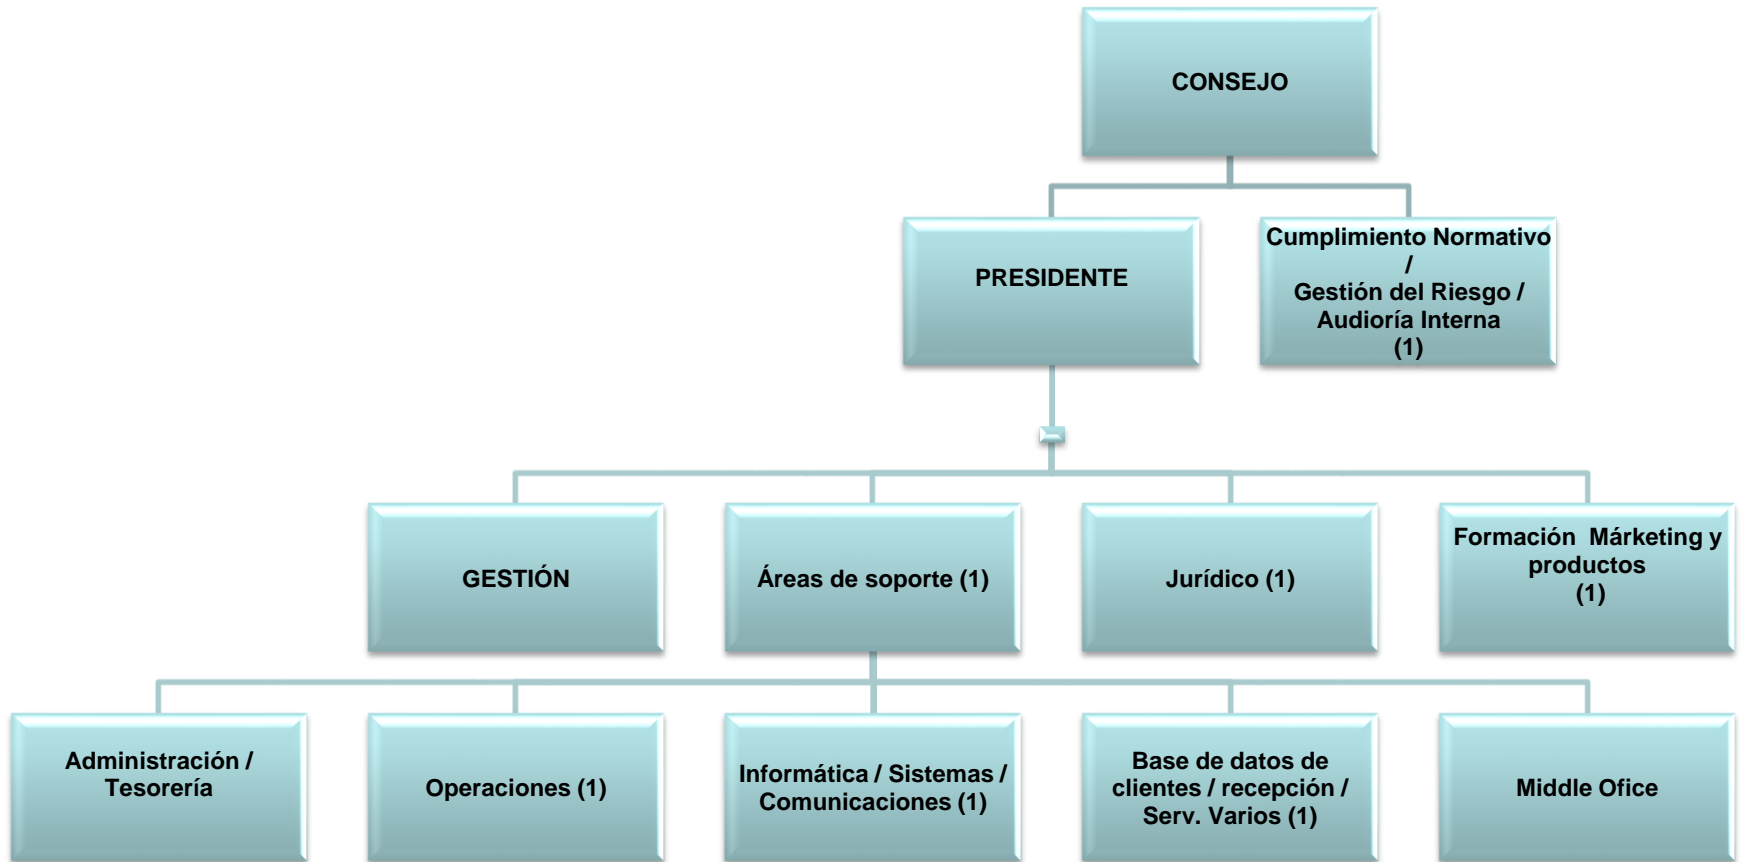 CONSEJO
PRESIDENTE
Cumplimiento Normativo
/
Gestión del Riesgo /
Audioría Interna
(1)
GESTIÓN
Áreas de soporte (1)
Jurídico (1)
Formación  Márketing y
productos
(1)
Administración /
Tesorería
Operaciones (1)
Informática / Sistemas /
Comunicaciones (1)
Base de datos de
clientes / recepción /
Serv. Varios (1)
Middle Ofice